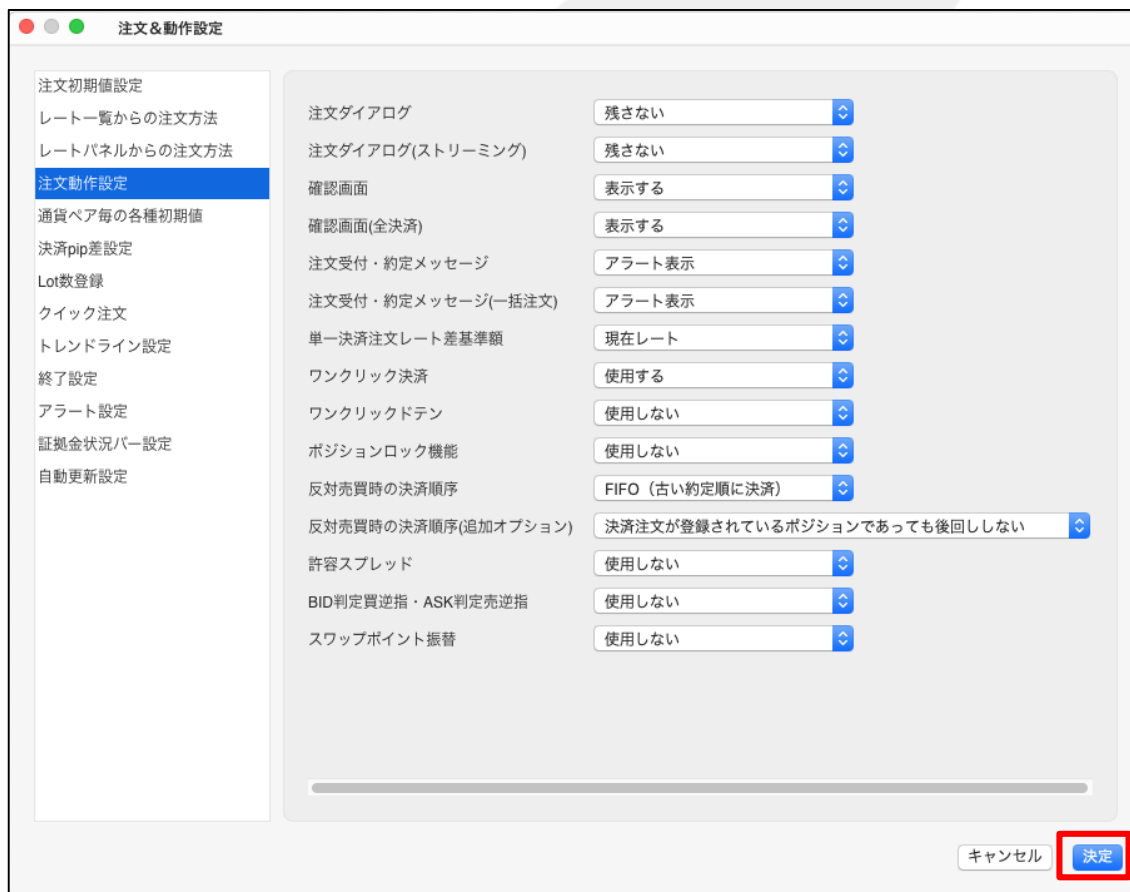 注文＆動作設定
注文初期値設定
レート一覧からの注文方法
レートパネルからの注文方法
注文動作設定
通貨ペア毎の各種初期値
決済pip差設定
Lot数登録
クイック注文
トレンドライン設定
終了設定
アラート設定
証拠金状況バー設定
自動更新設定
注文ダイアログ 残さない
注文ダイアログ(ストリーミング) 残さない
確認画面 表示する
確認画面(全決済) 表示する
注文受付・約定メッセージ アラート表示
注文受付・約定メッセージ(一括注文) アラート表示
単一決済注文レート差基準額 現在レート
ワンクリック決済 使用する
ワンクリックドテン 使用しない
ポジションロック機能 使用しない
反対売買時の決済順序 FIFO（古い約定順に決済）
反対売買時の決済順序(追加オプション) 決済注文が登録されているポジションであっても後回ししない
許容スプレッド 使用しない
BID判定買逆指・ASK判定売逆指 使用しない
スワップポイント振替 使用しない
キャンセル 決定